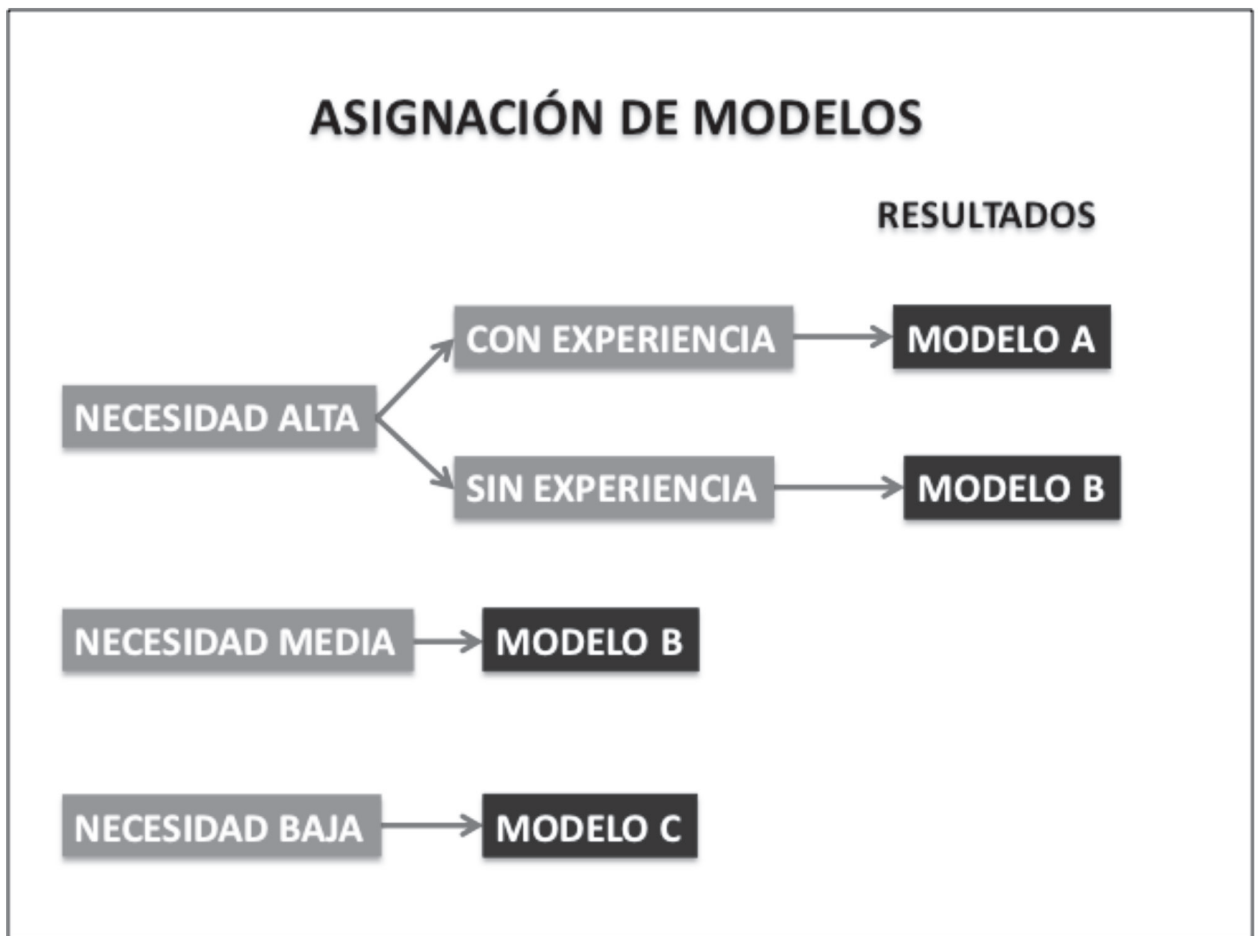 ASIGNACIÓN DE MODELOS
RESULTADOS
CON EXPERIENCIA
MODELO A
NECESIDAD ALTA
SIN EXPERIENCIA
MODELO B
NECESIDAD MEDIA
MODELO B
NECESIDAD BAJA
MODELO C